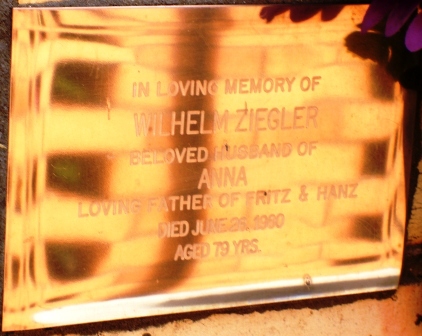 IN LOVING MEMORY OF
WILHELM ZIEGLER
BELOVED HUSBAND OF
ANNA
LOVING FATHER OF FRITZ & HANZ
DIED JUNE 26, 1980
AGED 79 YRS.